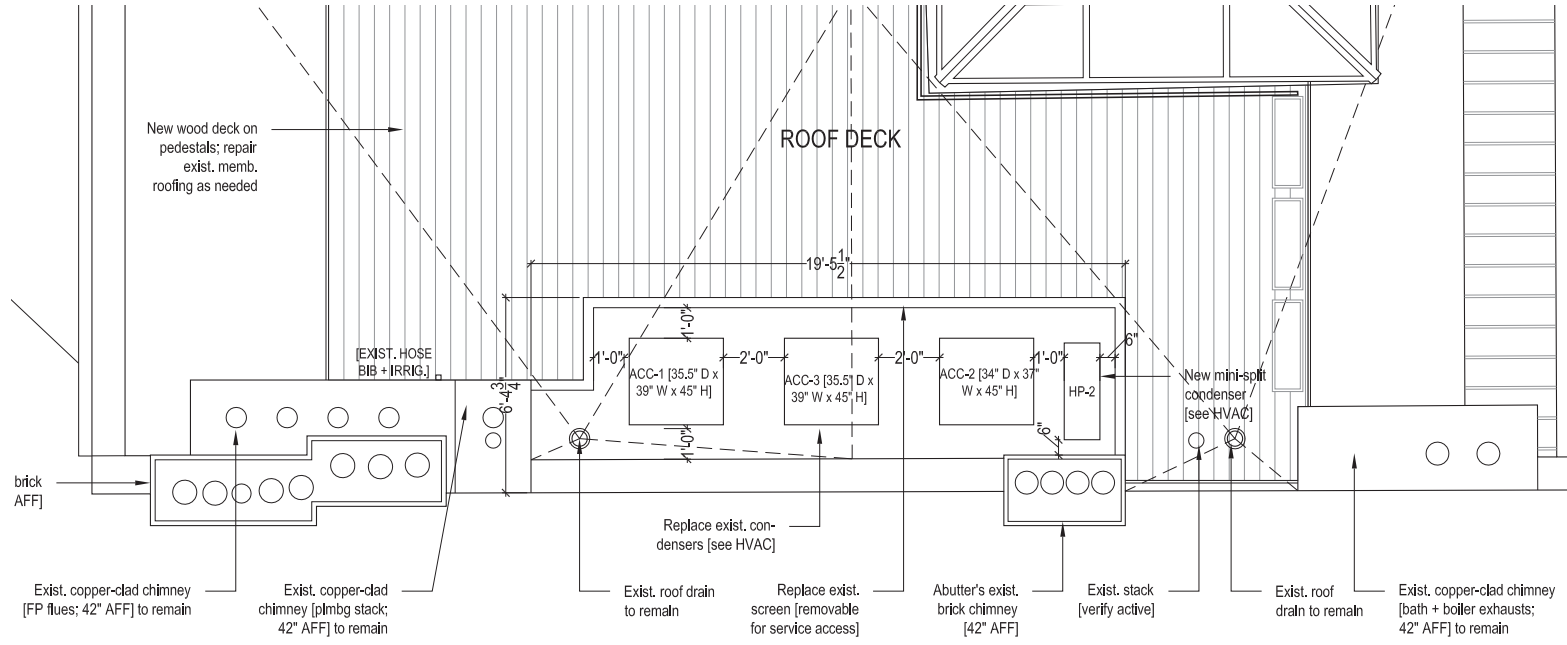 New wood deck on
pedestals; repair
exist. memb.
roofing as needed
ROOF DECK
19'-5 1/2"
6'-4 3/4"
[EXIST. HOSE
BIB + IRRIG.]
1'-0"
1'-0"
2'-0"
2'-0"
1'-0"
6"
ACC-1 [35.5" D x
39" W x 45" H]
ACC-3 [35.5" D x
39" W x 45" H]
ACC-2 [34" D x 37"
W x 45" H]
HP-2
New mini-split
condenser
[see HVAC]
1'-0"
6"
brick
AFF]
Replace exist. con-
densers [see HVAC]
Exist. copper-clad chimney
[FP flues; 42" AFF] to remain
Exist. copper-clad
chimney [plmbg stack;
42" AFF] to remain
Exist. roof drain
to remain
Replace exist.
screen [removable
for service access]
Abutter's exist.
brick chimney
[42" AFF]
Exist. stack
[verify active]
Exist. roof
drain to remain
Exist. copper-clad chimney
[bath + boiler exhausts;
42" AFF] to remain